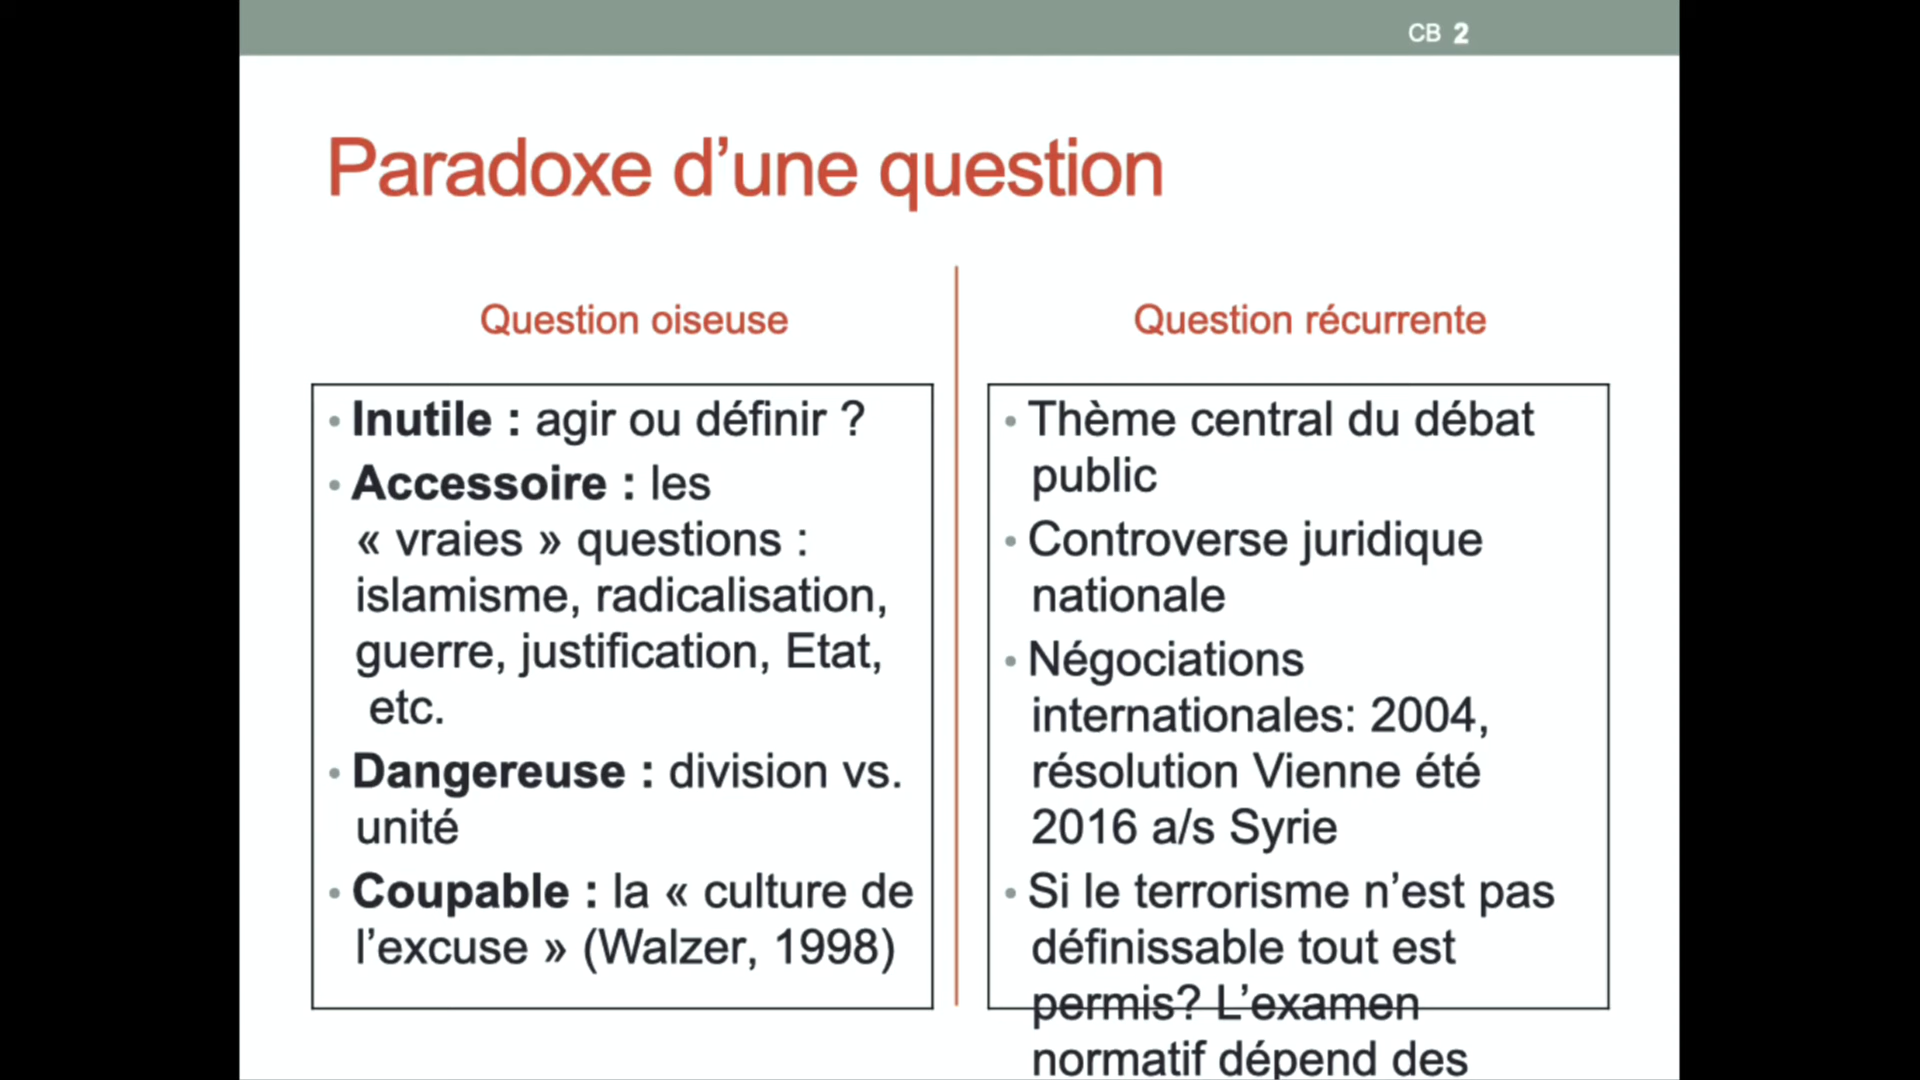 CB 2
Paradoxe d’une question
Question oiseuse
• Inutile : agir ou définir ?
• Accessoire : les
« vraies » questions :
islamisme, radicalisation,
guerre, justification, Etat,
etc.
• Dangereuse : division vs.
unité
• Coupable : la « culture de
l’excuse » (Walzer, 1998)
Question récurrente
• Thème central du débat
public
• Controverse juridique
nationale
• Négociations
internationales: 2004,
résolution Vienne été
2016 a/s Syrie
• Si le terrorisme n’est pas
définissable tout est
permis? L’examen
normatif dépend des